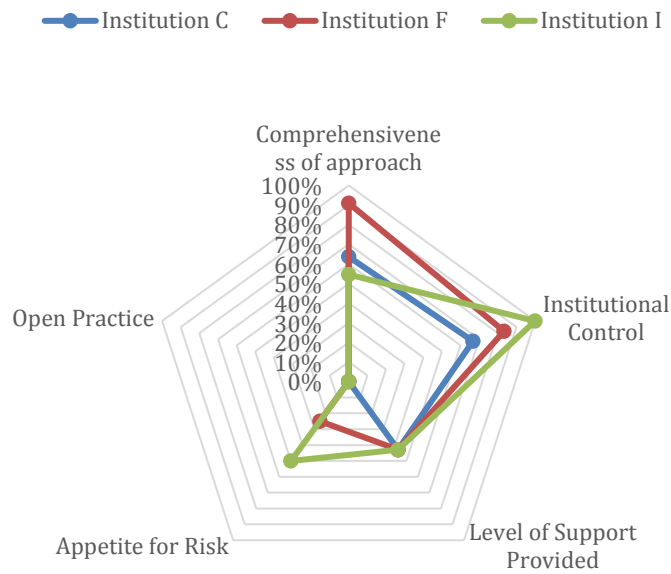 Institution C
Institution F
Institution I
Comprehensivene
ss of approach
100%
90%
80%
70%
60%
50%
40%
30%
20%
10%
0%
Institutional
Control
Open Practice
Appetite for Risk
Level of Support
Provided